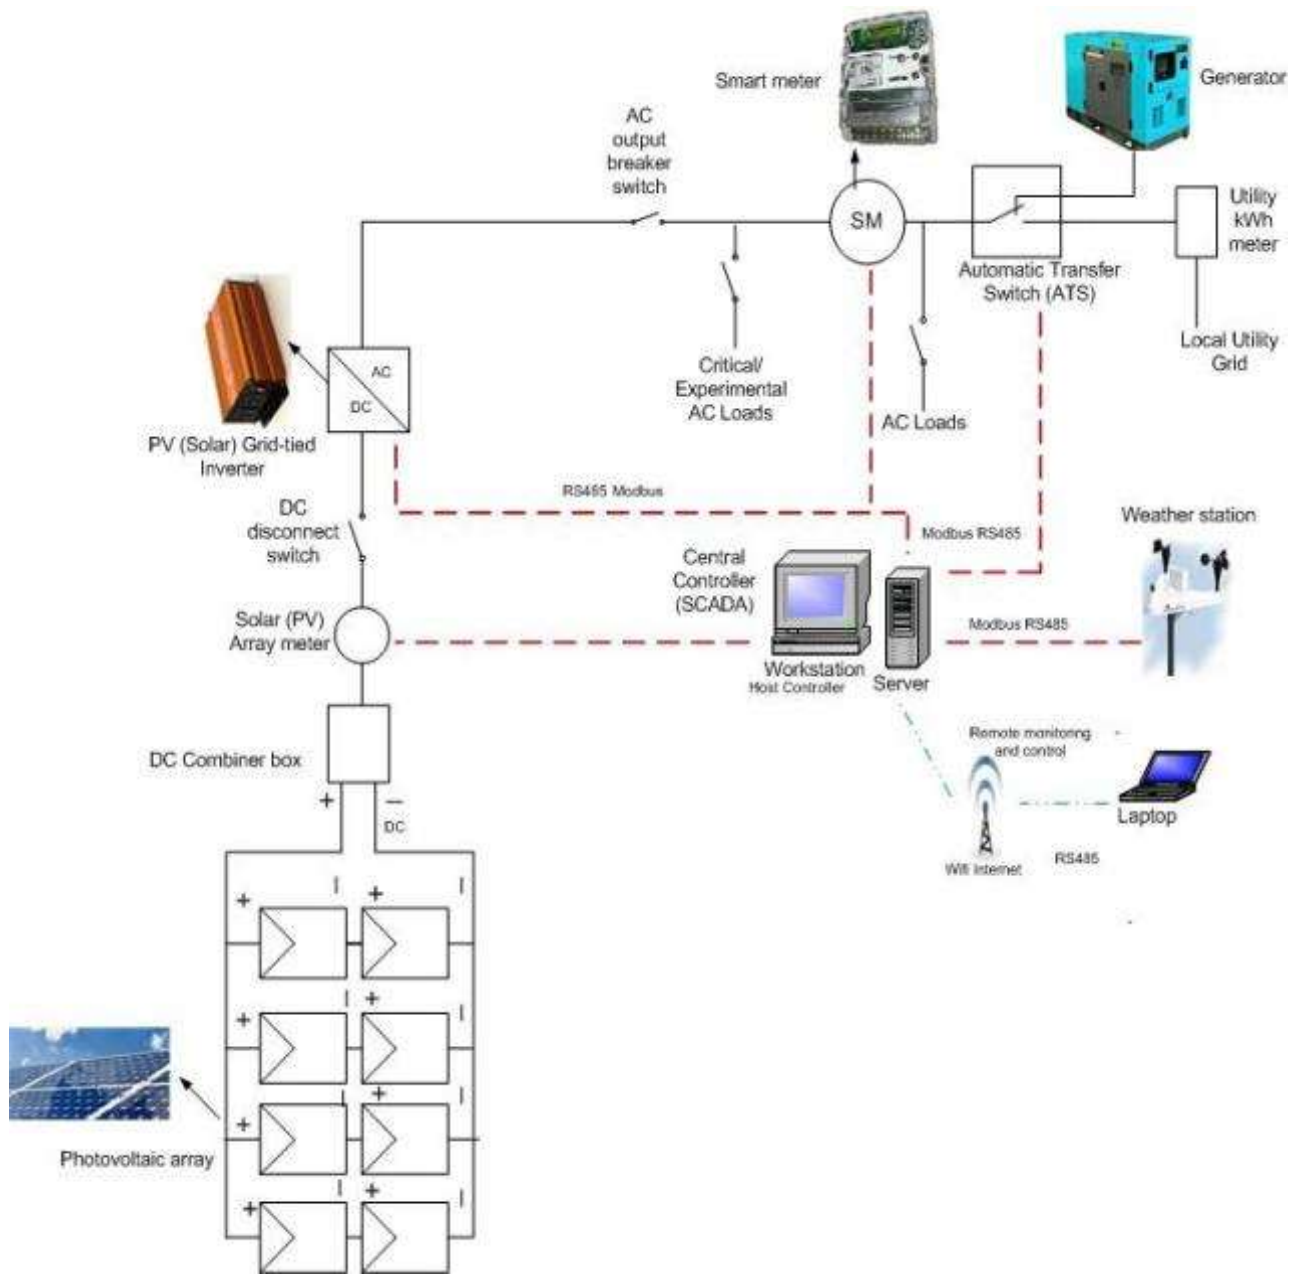 Smart meter
Generator
AC
output
breaker
switch
SM
Utility
kWh
meter
Automatic Transfer
Switch (ATS)
Local Utility
Grid
Critical/
Experimental
AC Loads
AC Loads
AC
DC
PV (Solar) Grid-tied
Inverter
RS485 Modbus
DC
disconnect
switch
Modbus RS485
Weather station
Central
Controller
(SCADA)
Solar (PV)
Array meter
Modbus RS485
Workstation
Host Controller
Server
Remote monitoring
and control
DC Combiner box
+ −
DC
Laptop
Wifi Internet
RS485
+ | + |
+ | + |
+ | + |
Photovoltaic array
+ | + |